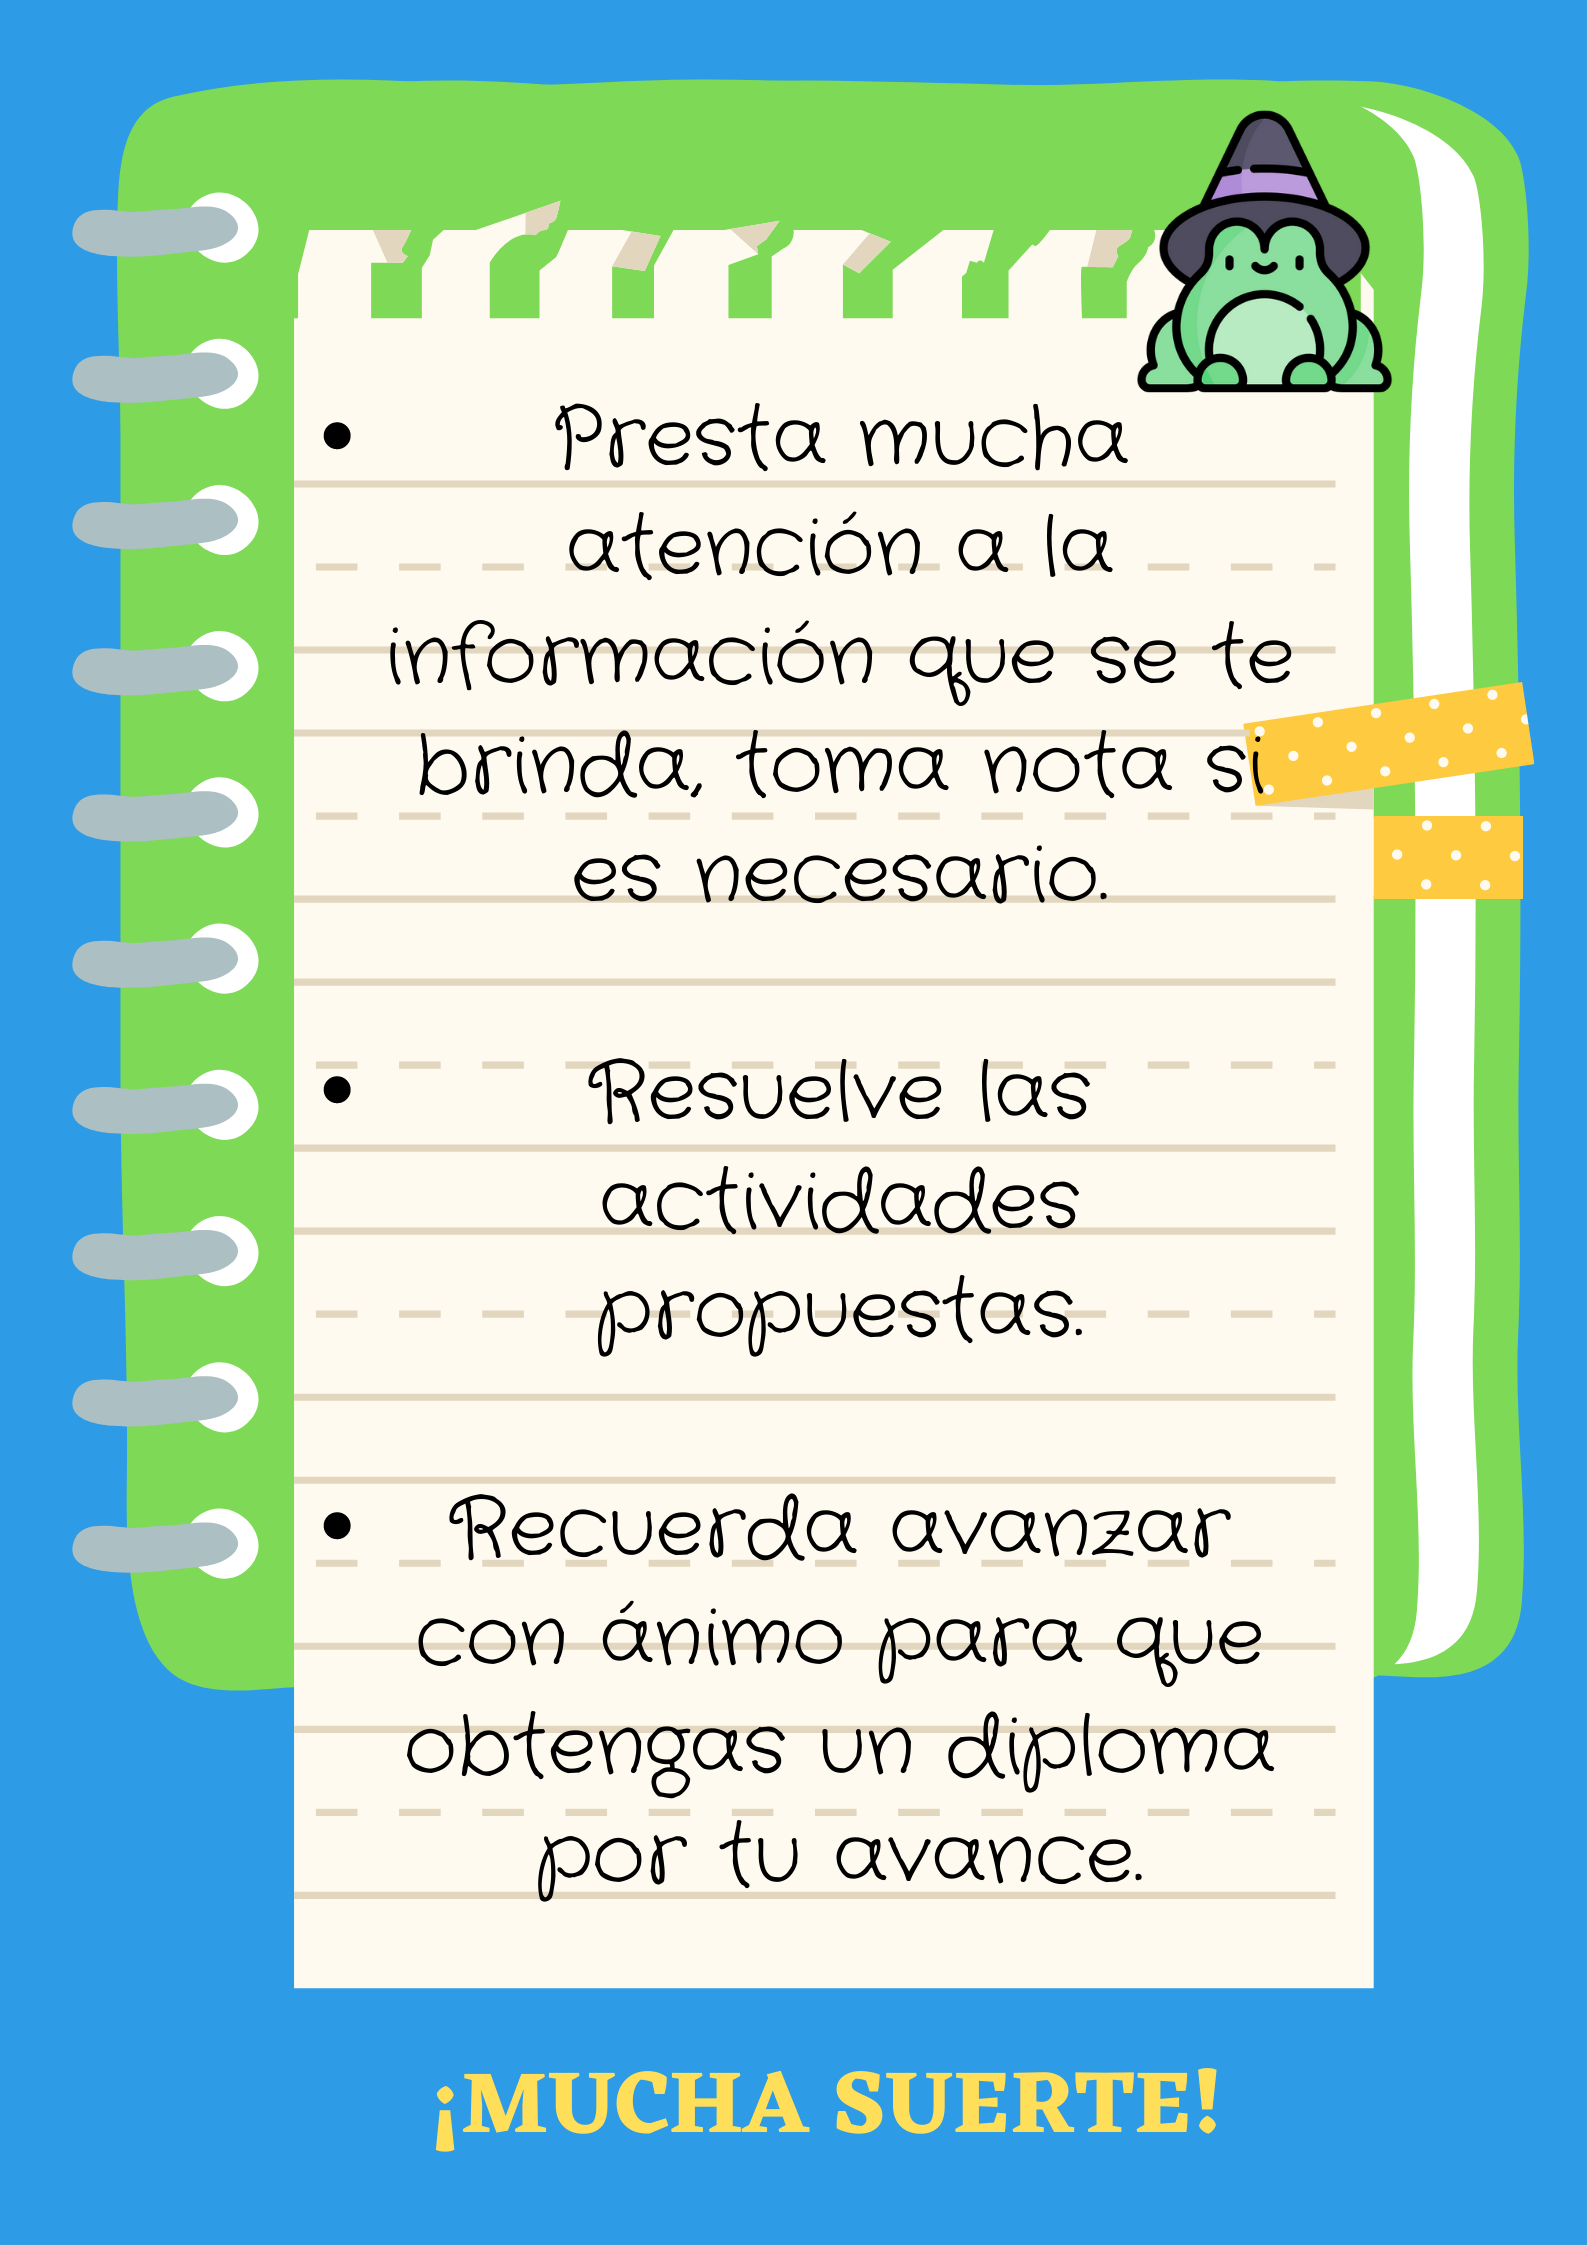 • Presta mucha
atención a la
información que se te
brinda, toma nota si
es necesario.
• Resuelve las
actividades
propuestas.
• Recuerda avanzar
con ánimo para que
obtengas un diploma
por tu avance.
¡MUCHA SUERTE!